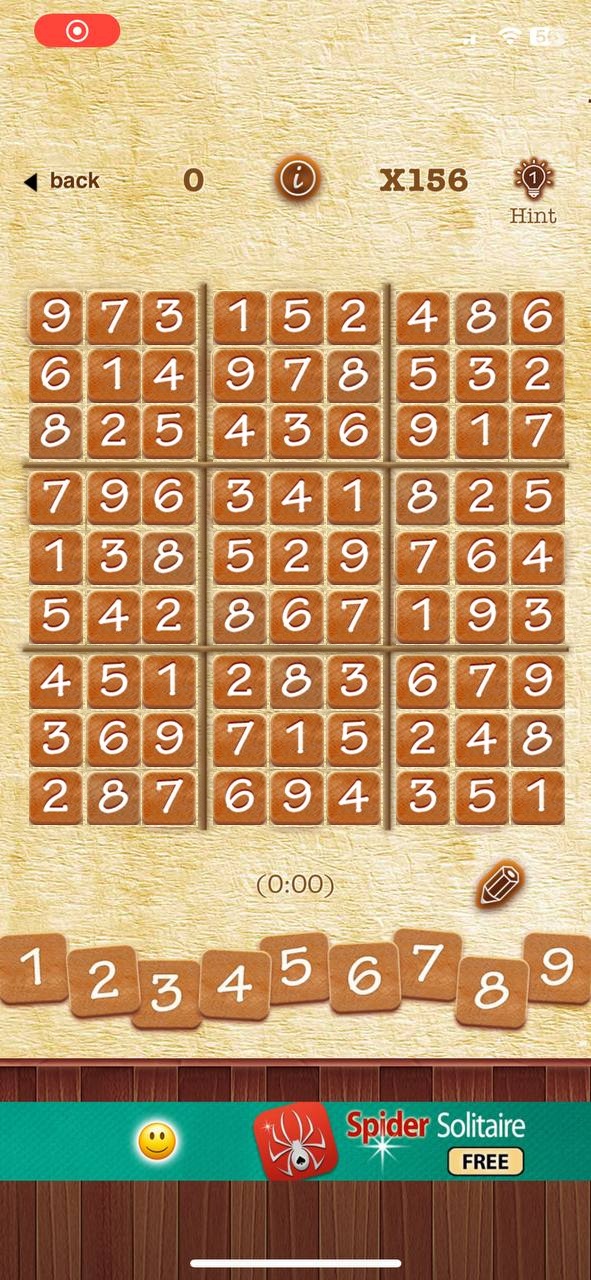 back 0 i X156 1
Hint
9 7 3 1 5 2 4 8 6
6 1 4 9 7 8 5 3 2
8 2 5 4 3 6 9 1 7
7 9 6 3 4 1 8 2 5
1 3 8 5 2 9 7 6 4
5 4 2 8 6 7 1 9 3
4 5 1 2 8 3 6 7 9
3 6 9 7 1 5 2 4 8
2 8 7 6 9 4 3 5 1
(0:00)
1 2 3 4 5 6 7 8 9
Spider Solitaire
FREE